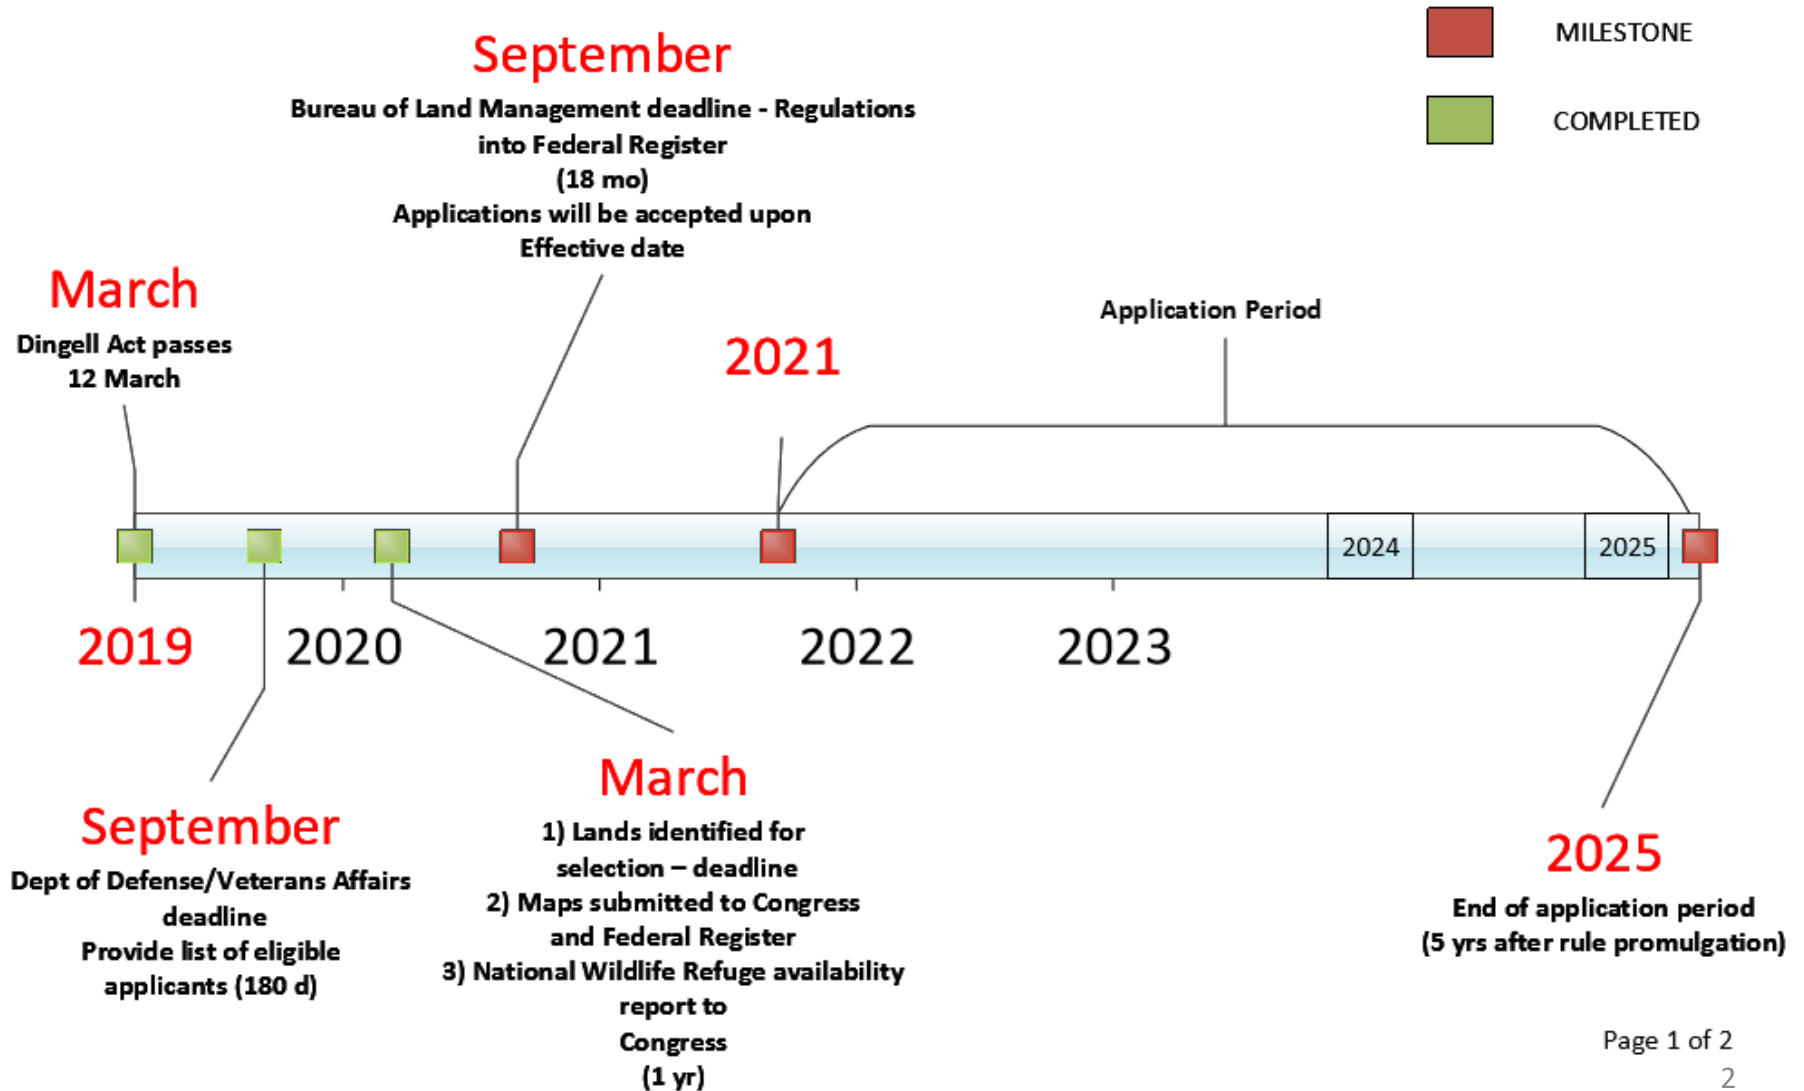 MILESTONE
COMPLETED
September
Bureau of Land Management deadline - Regulations
into Federal Register
(18 mo)
Applications will be accepted upon
Effective date
March
Dingell Act passes
12 March
2021
Application Period
2024
2025
2019
2020
2021
2022
2023
September
Dept of Defense/Veterans Affairs
deadline
Provide list of eligible
applicants (180 d)
March
1) Lands identified for
selection – deadline
2) Maps submitted to Congress
and Federal Register
3) National Wildlife Refuge availability
report to
Congress
(1 yr)
2025
End of application period
(5 yrs after rule promulgation)
Page 1 of 2
2